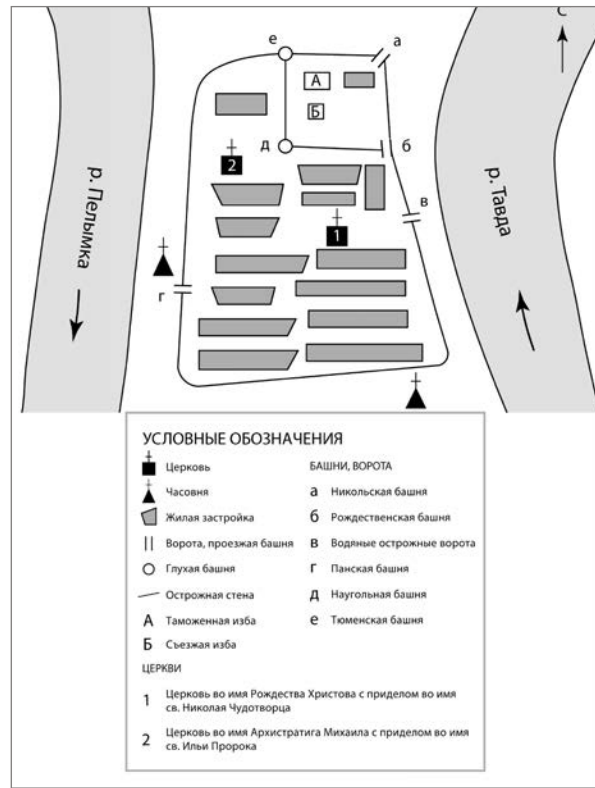 С
е
а
А
Б
д
б
2
р. Пелымка
р. Тавда
в
1
г
УСЛОВНЫЕ ОБОЗНАЧЕНИЯ
Церковь
Часовня
Жилая застройка
Ворота, проезжая башня
Глухая башня
Острожная стена
А Таможенная изба
Б Съезжая изба
БАШНИ, ВОРОТА
а Никольская башня
б Рождественская башня
в Водяные острожные ворота
г Панская башня
д Наугольная башня
е Тюменская башня
ЦЕРКВИ
1 Церковь во имя Рождества Христова с приделом во имя
св. Николая Чудотворца
2 Церковь во имя Архистратига Михаила с приделом во имя
св. Ильи Пророка